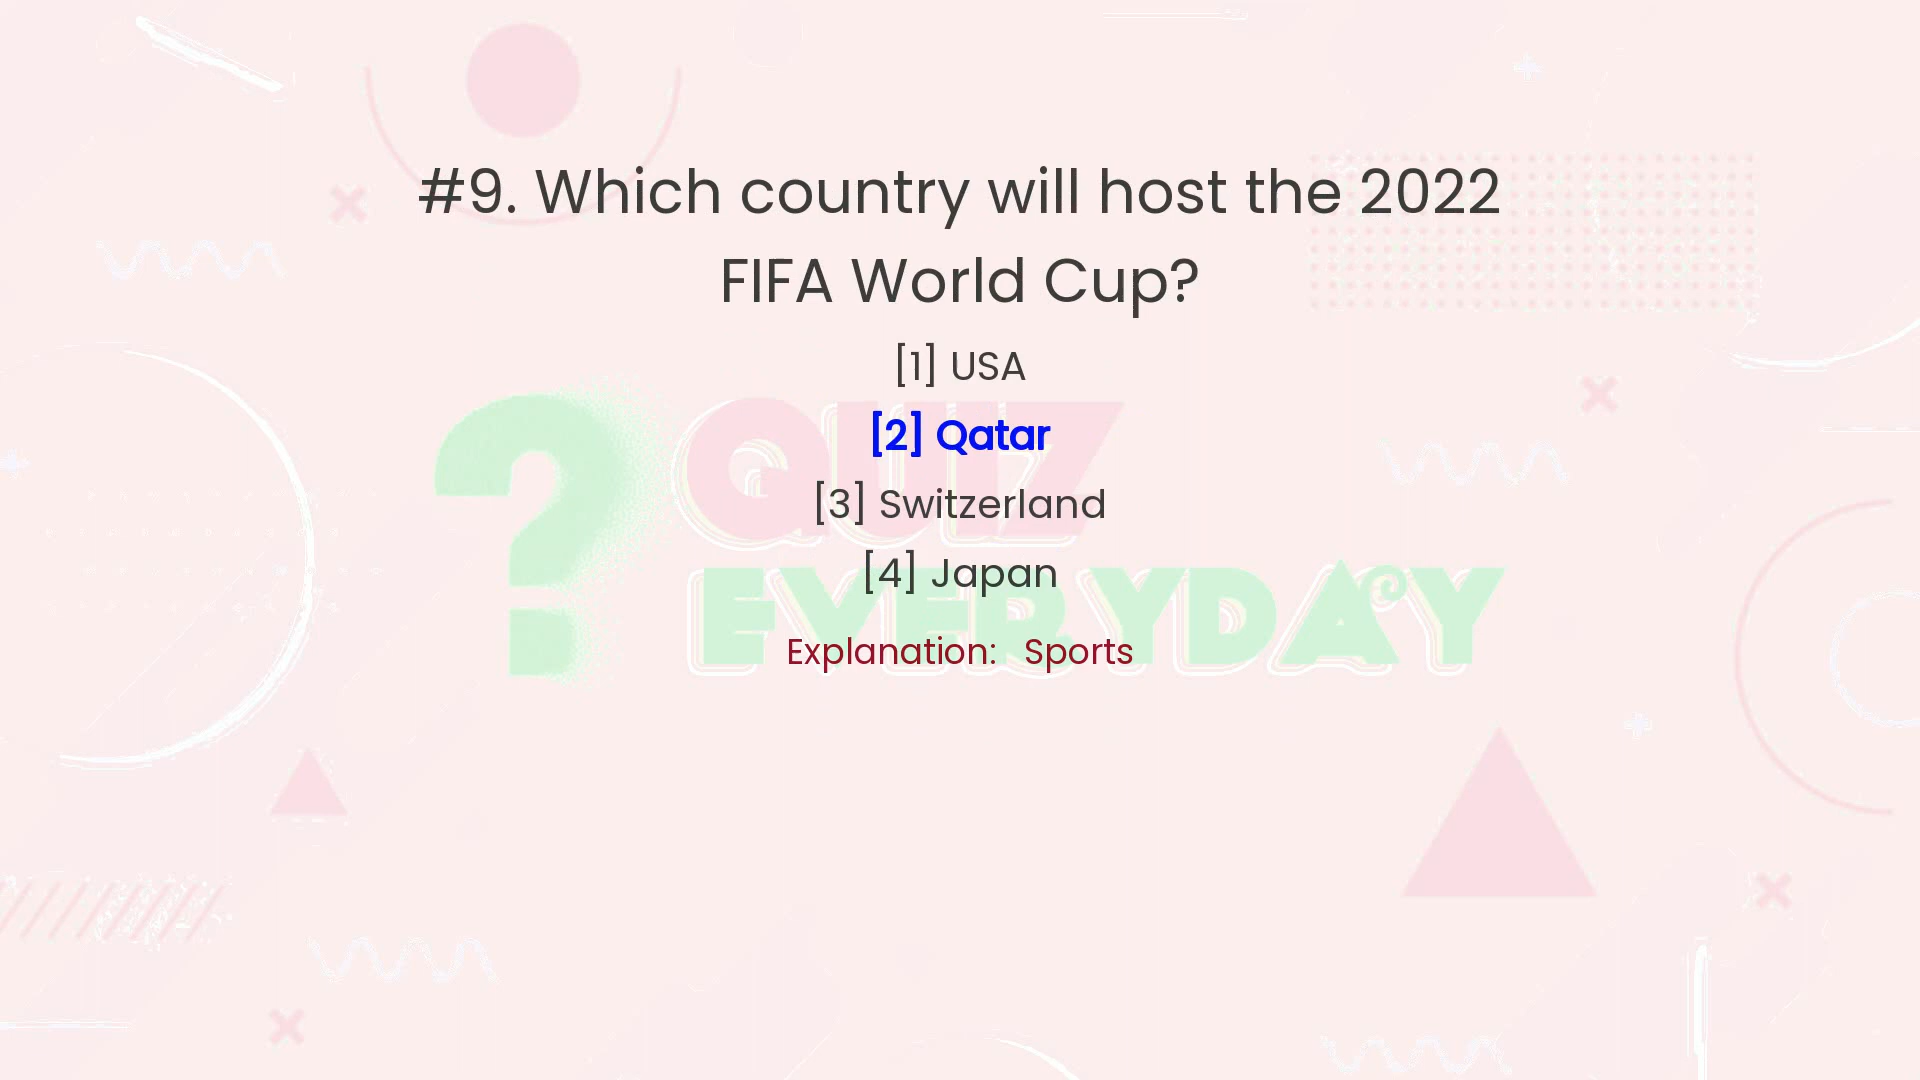 #9. Which country will host the 2022
FIFA World Cup?
[1] USA
[2] Qatar
[3] Switzerland
[4] Japan
Explanation: Sports
? QUIZ
EVERYDAY